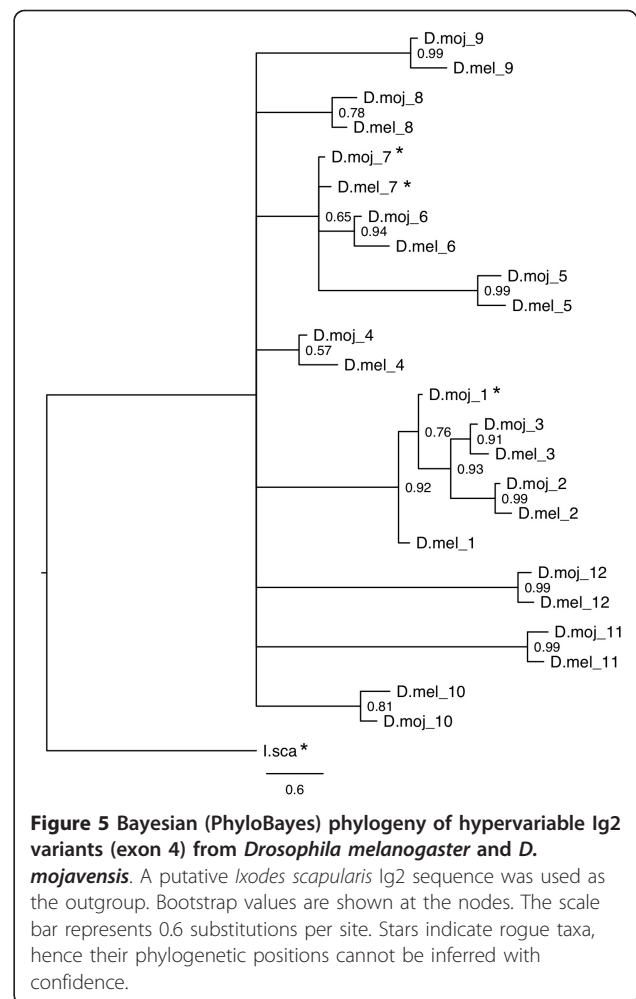 D.moj_9
0.99
D.mel_9
D.moj_8
0.78
D.mel_8
D.moj_7 *
D.mel_7 *
0.65 D.moj_6
0.94
D.mel_6
D.moj_5
0.99
D.mel_5
D.moj_4
0.57
D.mel_4
D.moj_1 *
D.moj_3
0.76
0.91
D.mel_3
0.93
D.moj_2
0.92
0.99
D.mel_2
D.mel_1
D.moj_12
0.99
D.mel_12
D.moj_11
0.99
D.mel_11
D.mel_10
0.81
D.moj_10
I.sca *
0.6
Figure 5 Bayesian (PhyloBayes) phylogeny of hypervariable Ig2
variants (exon 4) from Drosophila melanogaster and D.
mojavensis. A putative Ixodes scapularis Ig2 sequence was used as
the outgroup. Bootstrap values are shown at the nodes. The scale
bar represents 0.6 substitutions per site. Stars indicate rogue taxa,
hence their phylogenetic positions cannot be inferred with
confidence.